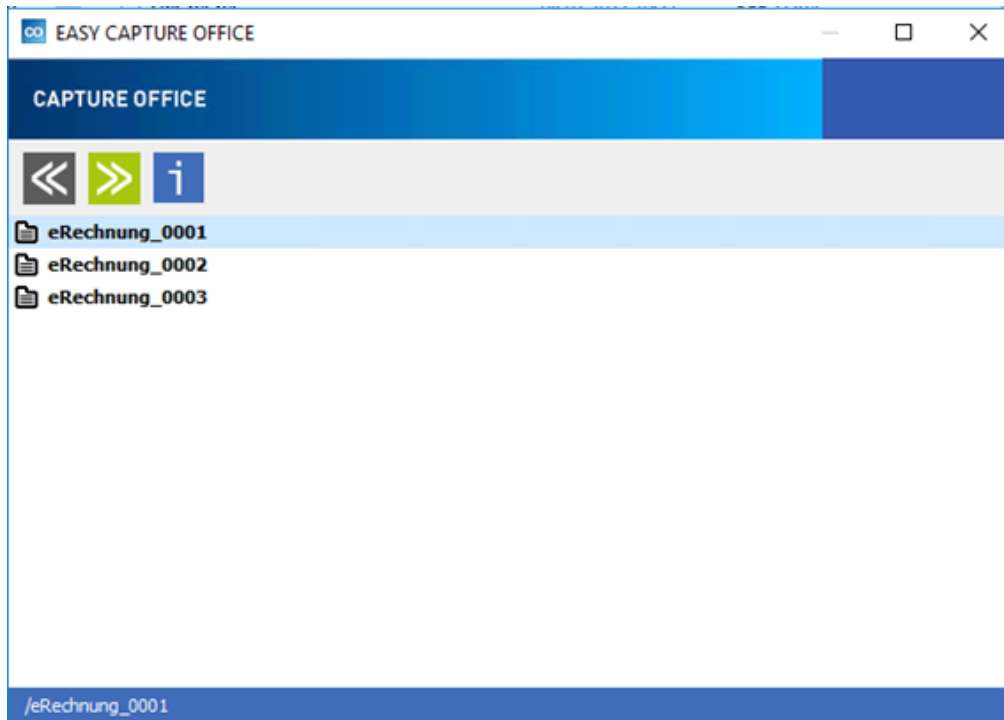 co EASY CAPTURE OFFICE
CAPTURE OFFICE
i
eRechnung_0001
eRechnung_0002
eRechnung_0003
/eRechnung_0001